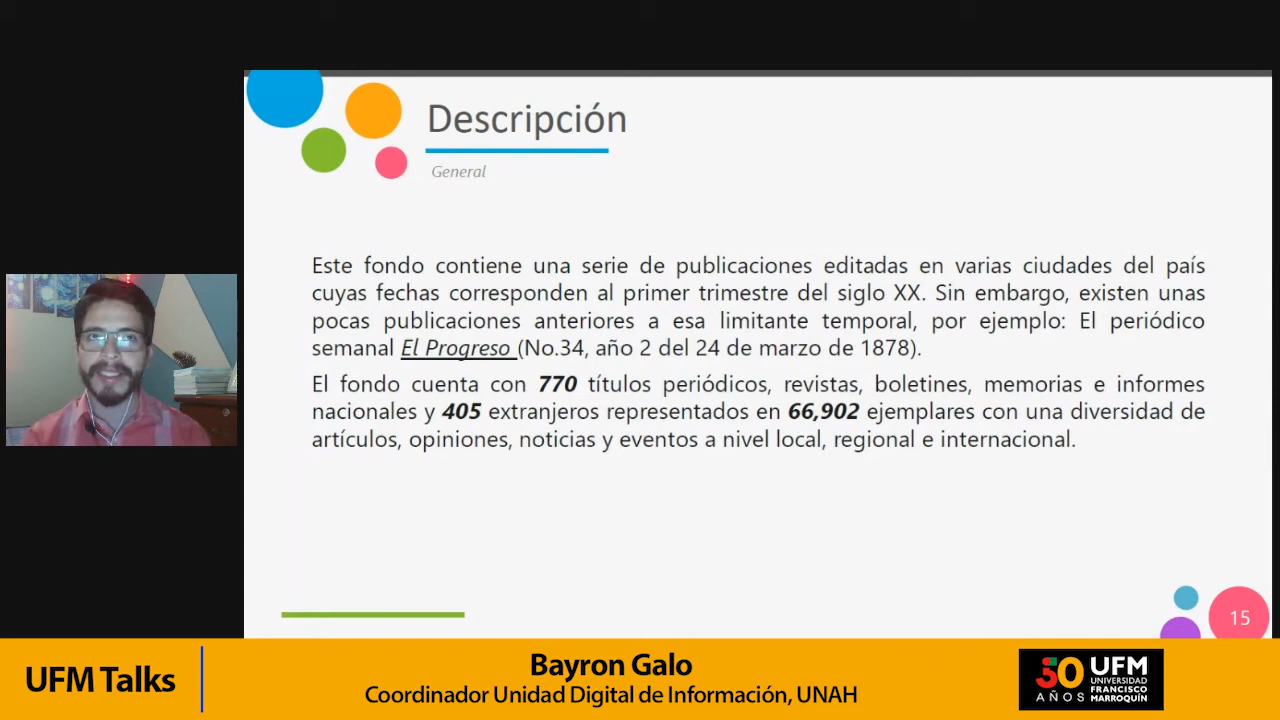 Descripción
General
Este fondo contiene una serie de publicaciones editadas en varias ciudades del país
cuyas fechas corresponden al primer trimestre del siglo XX. Sin embargo, existen unas
pocas publicaciones anteriores a esa limitante temporal, por ejemplo: El periódico
semanal El Progreso (No.34, año 2 del 24 de marzo de 1878).
El fondo cuenta con 770 títulos periódicos, revistas, boletines, memorias e informes
nacionales y 405 extranjeros representados en 66,902 ejemplares con una diversidad de
artículos, opiniones, noticias y eventos a nivel local, regional e internacional.
15
UFM Talks
Bayron Galo
Coordinador Unidad Digital de Información, UNAH
50
AÑOS
UFM
UNIVERSIDAD
FRANCISCO
MARROQUÍN